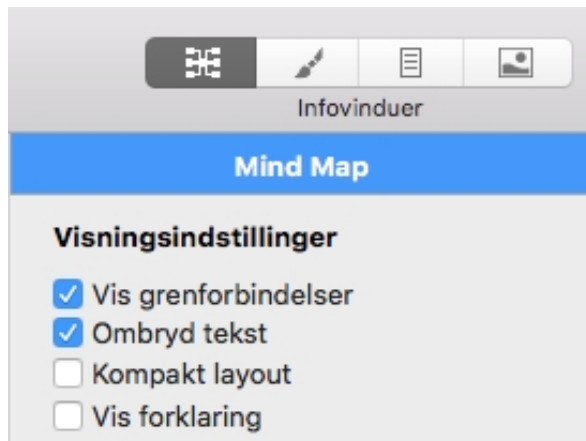 Infovinduer
Mind Map
Visningsindstillinger
Vis grenforbindelser
Ombryd tekst
Kompakt layout
Vis forklaring